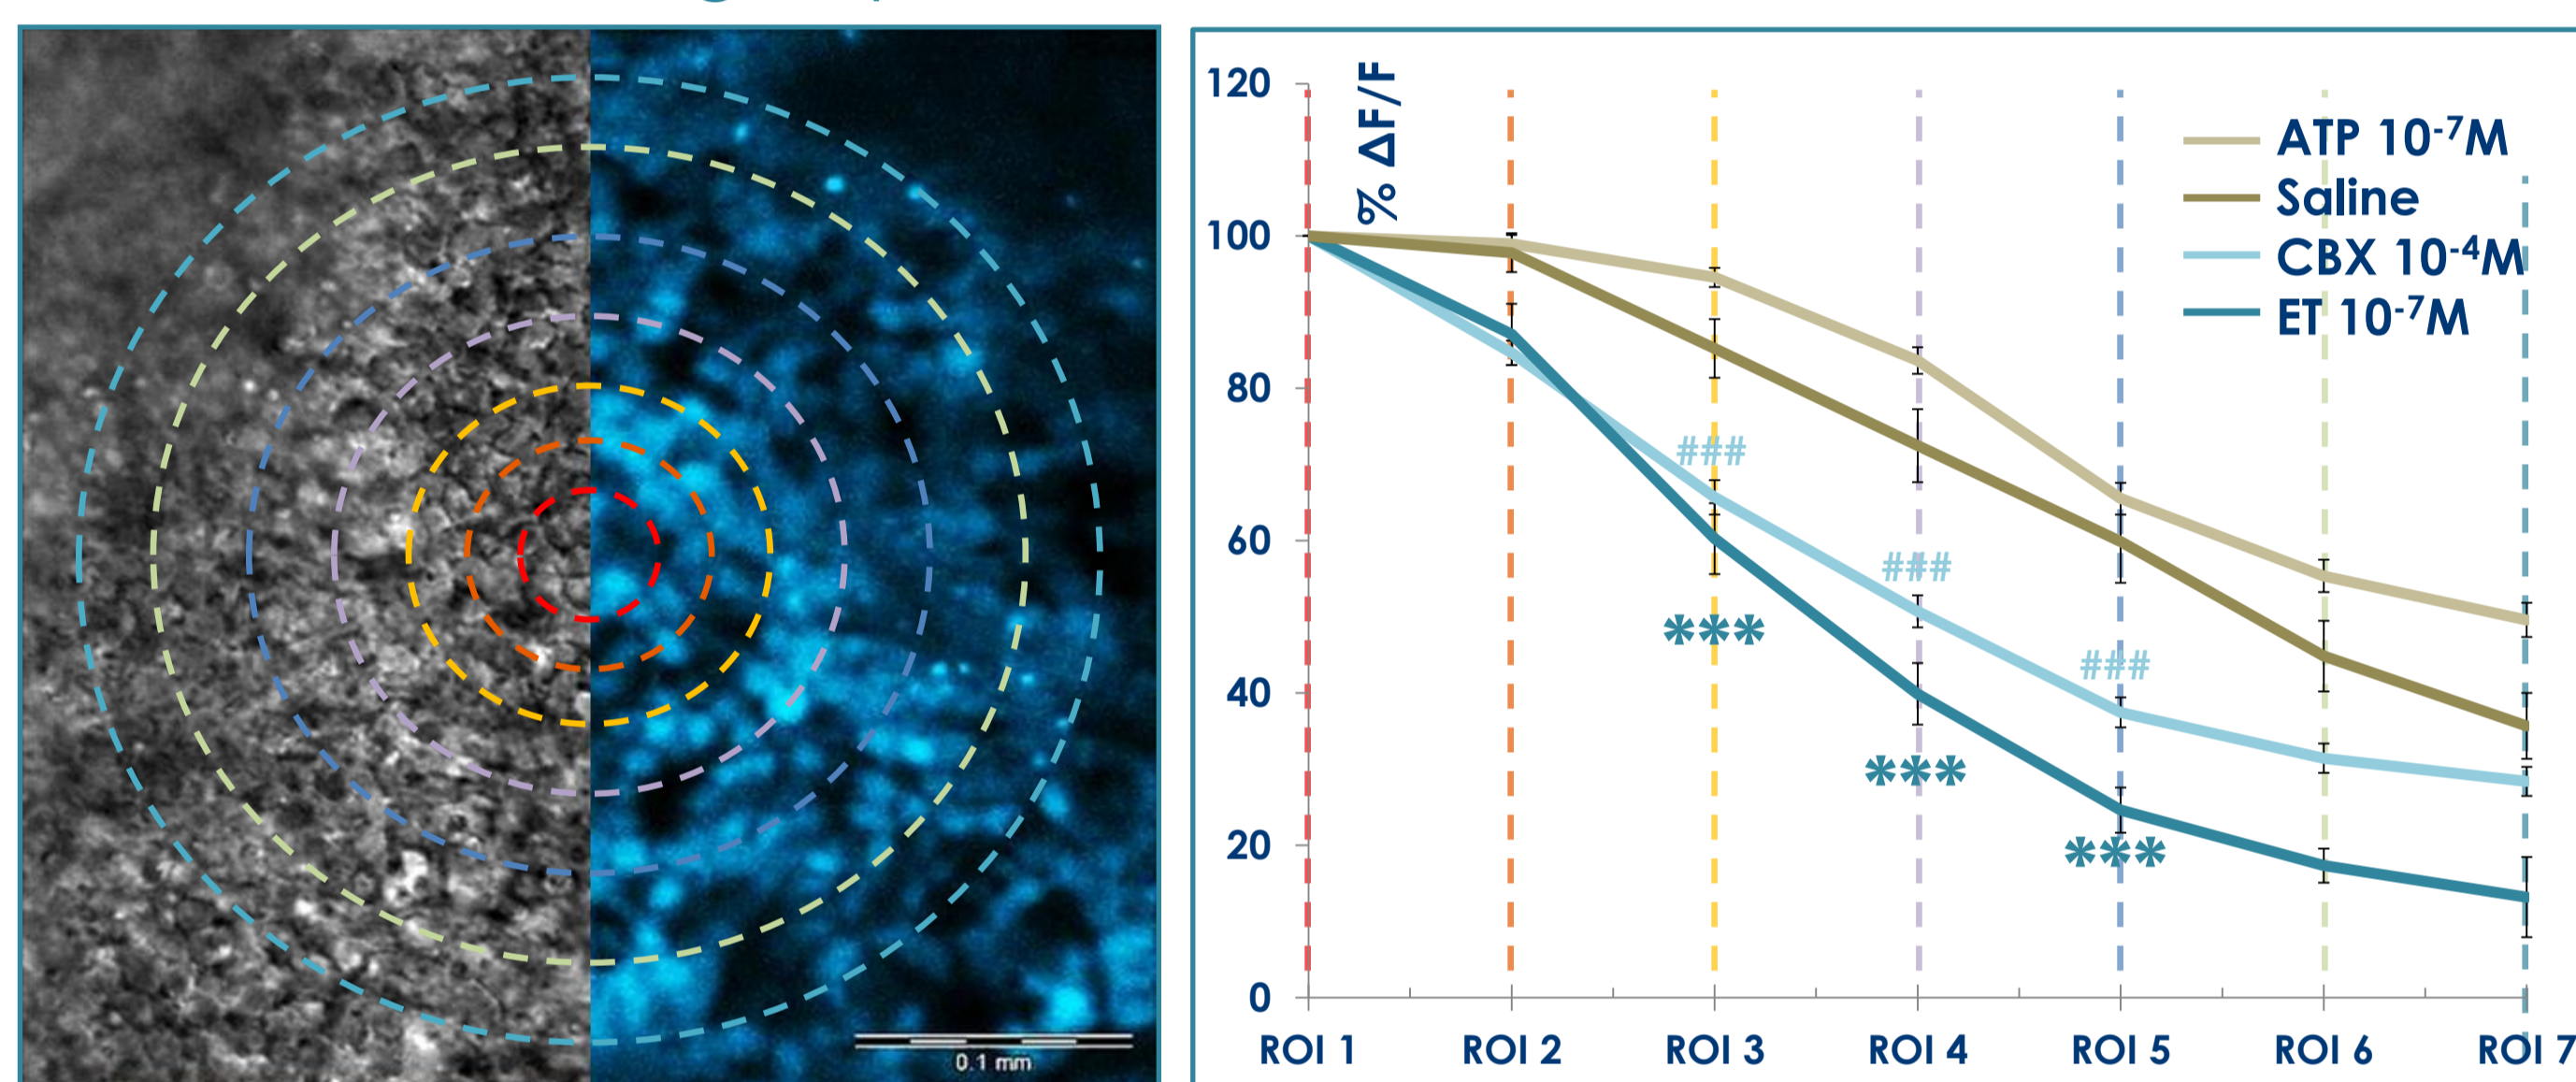 0.1 mm
% ΔF/F
120
100
80
60
40
20
0
ATP 10⁻⁷M
Saline
CBX 10⁻⁴M
ET 10⁻⁷M
###
###
###
***
***
***
ROI 1 ROI 2 ROI 3 ROI 4 ROI 5 ROI 6 ROI 7